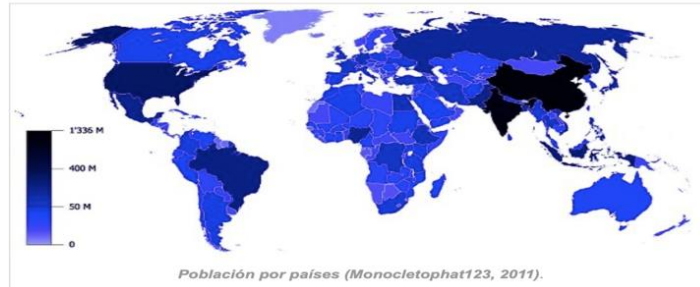 1'336 M
400 M
50 M
0
Población por países (Monocletophat123, 2011).